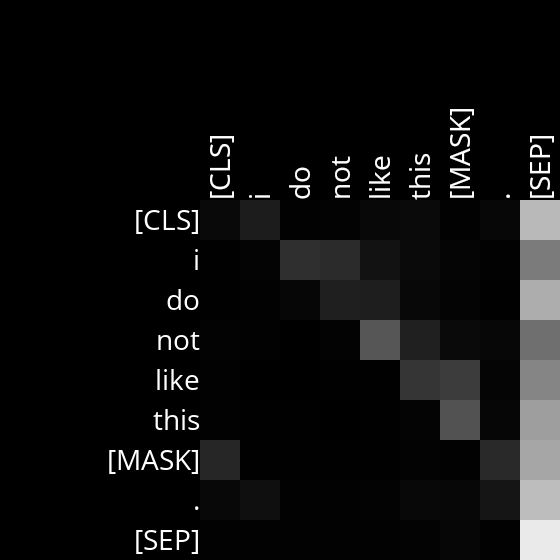 [CLS] i do not like this [MASK] . [SEP]
[CLS]
i
do
not
like
this
[MASK]
.
[SEP]